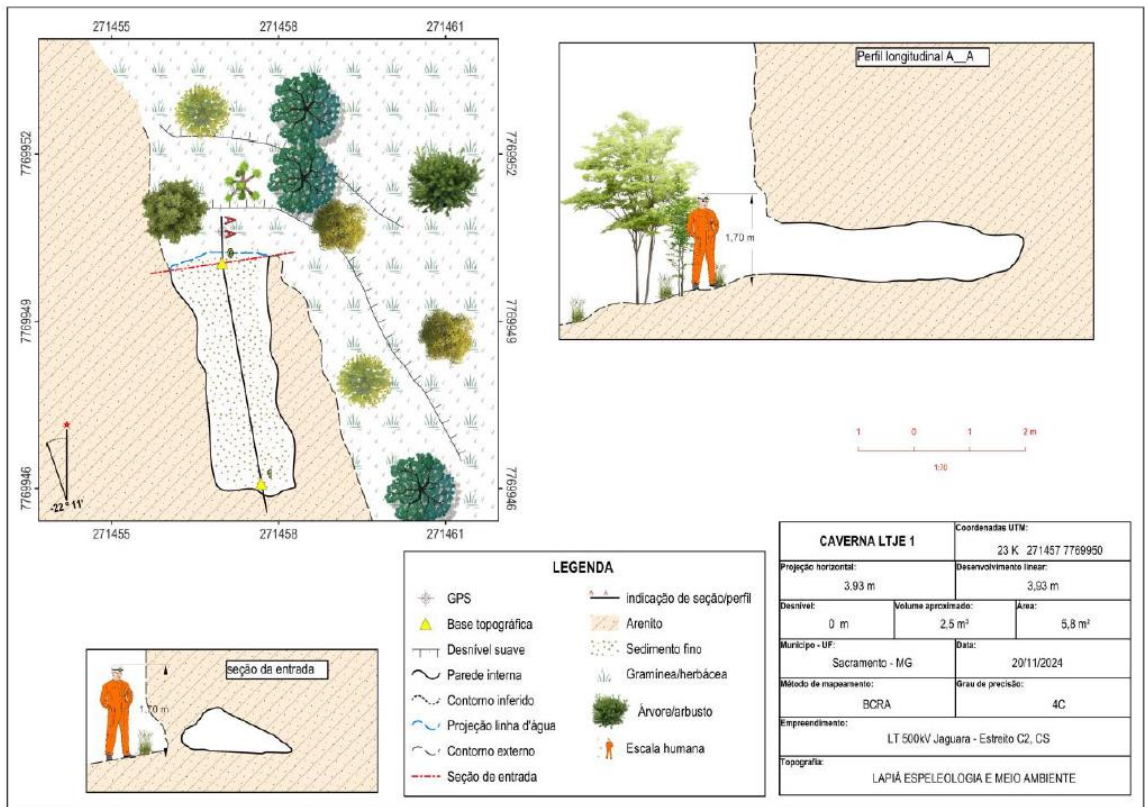 271455 271458 271461
7769952 7769952
7769949 7769949
7769946 7769946
271455 271458 271461
A A
-22° 11'
Perfil longitudinal A__A
1,70 m
1 0 1 2 m
1:70
seção da entrada
1,70 m
LEGENDA
GPS
Base topográfica
Desnível suave
Parede interna
Contorno inferido
Projeção linha d'água
Contorno externo
Seção de entrada
A A
indicação de seção/perfil
Arenito
Sedimento fino
Gramínea/herbácea
Árvore/arbusto
Escala humana
CAVERNA LTJE 1
Coordenadas UTM:
23 K 271457 7769950
Projeção horizontal:
3,93 m
Desenvolvimento linear:
3,93 m
Desnível:
0 m
Volume aproximado:
2,5 m³
Área:
5,8 m²
Município - UF:
Sacramento - MG
Data:
20/11/2024
Método de mapeamento:
BCRA
Grau de precisão:
4C
Empreendimento:
LT 500kV Jaguara - Estreito C2, CS
Topografia:
LAPIÁ ESPELEOLOGIA E MEIO AMBIENTE